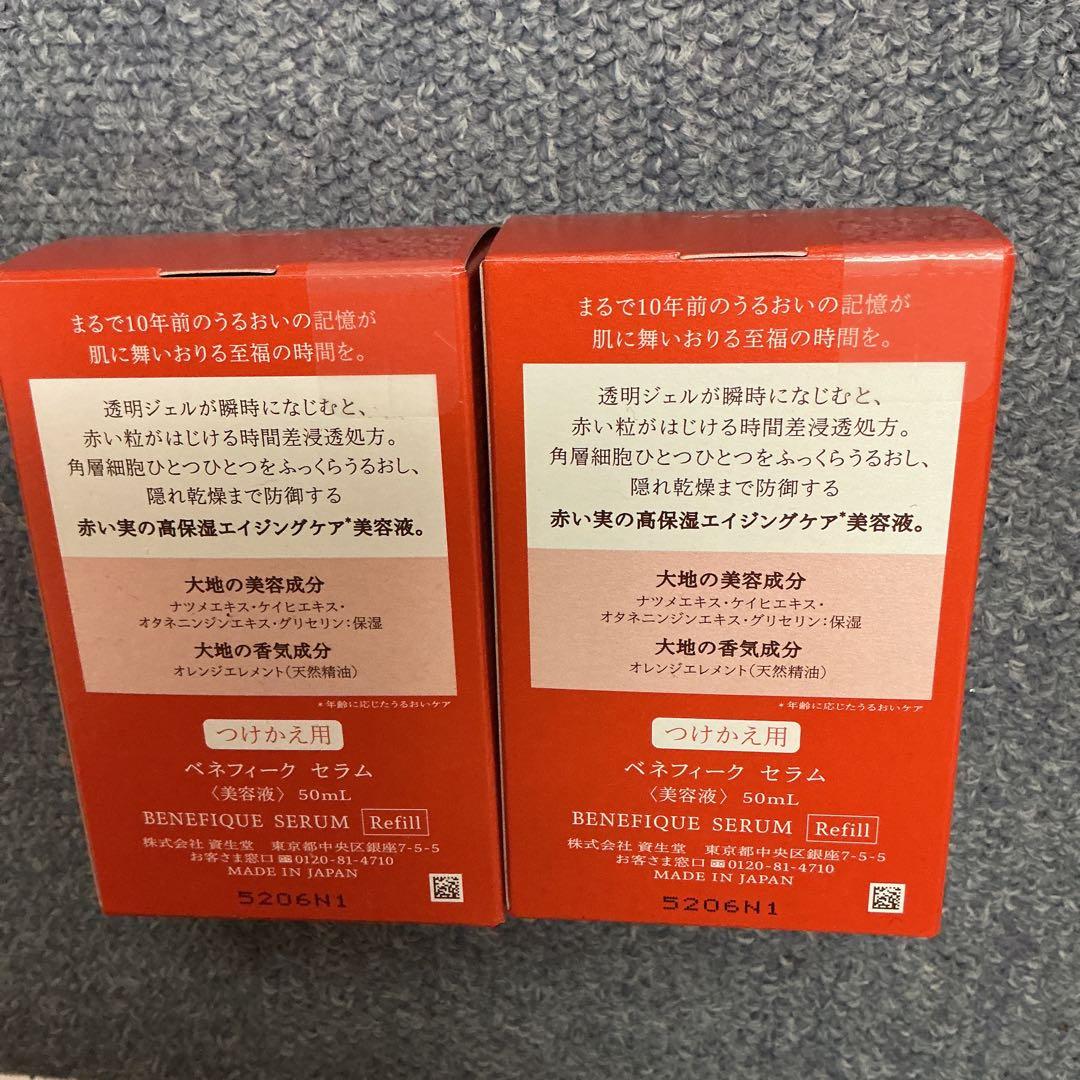 まるで10年前のうるおいの記憶が
肌に舞いおりる至福の時間を。
透明ジェルが瞬時になじむと、
赤い粒がはじける時間差浸透処方。
角層細胞ひとつひとつをふっくらうるおし、
隠れ乾燥まで防御する
赤い実の高保湿エイジングケア*美容液。
大地の美容成分
ナツメエキス・ケイヒエキス・
オタネニンジンエキス・グリセリン:保湿
大地の香気成分
オレンジエレメント(天然精油)
*年齢に応じたうるおいケア
つけかえ用
ベネフィーク セラム
〈美容液〉 50mL
BENEFIQUE SERUM Refill
株式会社 資生堂 東京都中央区銀座7-5-5
お客さま窓口 0120-81-4710
MADE IN JAPAN
5206N1
まるで10年前のうるおいの記憶が
肌に舞いおりる至福の時間を。
透明ジェルが瞬時になじむと、
赤い粒がはじける時間差浸透処方。
角層細胞ひとつひとつをふっくらうるおし、
隠れ乾燥まで防御する
赤い実の高保湿エイジングケア*美容液。
大地の美容成分
ナツメエキス・ケイヒエキス・
オタネニンジンエキス・グリセリン:保湿
大地の香気成分
オレンジエレメント(天然精油)
*年齢に応じたうるおいケア
つけかえ用
ベネフィーク セラム
〈美容液〉 50mL
BENEFIQUE SERUM Refill
株式会社 資生堂 東京都中央区銀座7-5-5
お客さま窓口 0120-81-4710
MADE IN JAPAN
5206N1